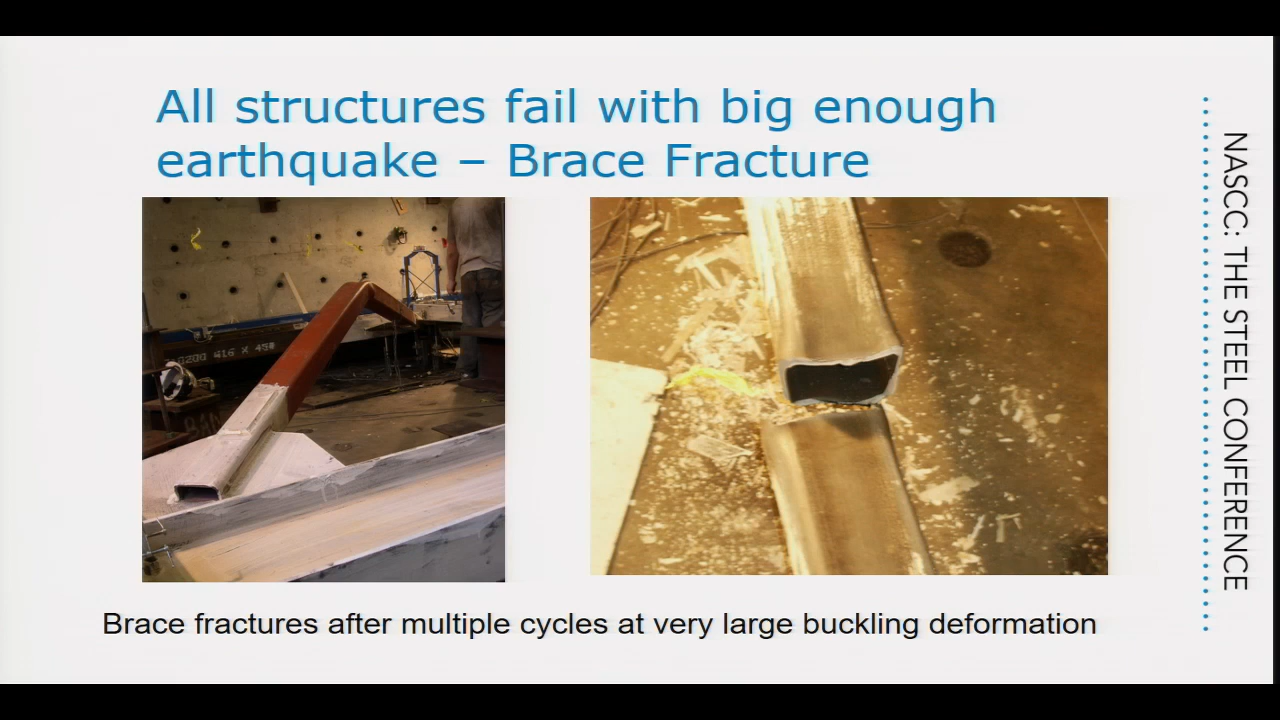 All structures fail with big enough
earthquake – Brace Fracture
Brace fractures after multiple cycles at very large buckling deformation
NASCC: THE STEEL CONFERENCE